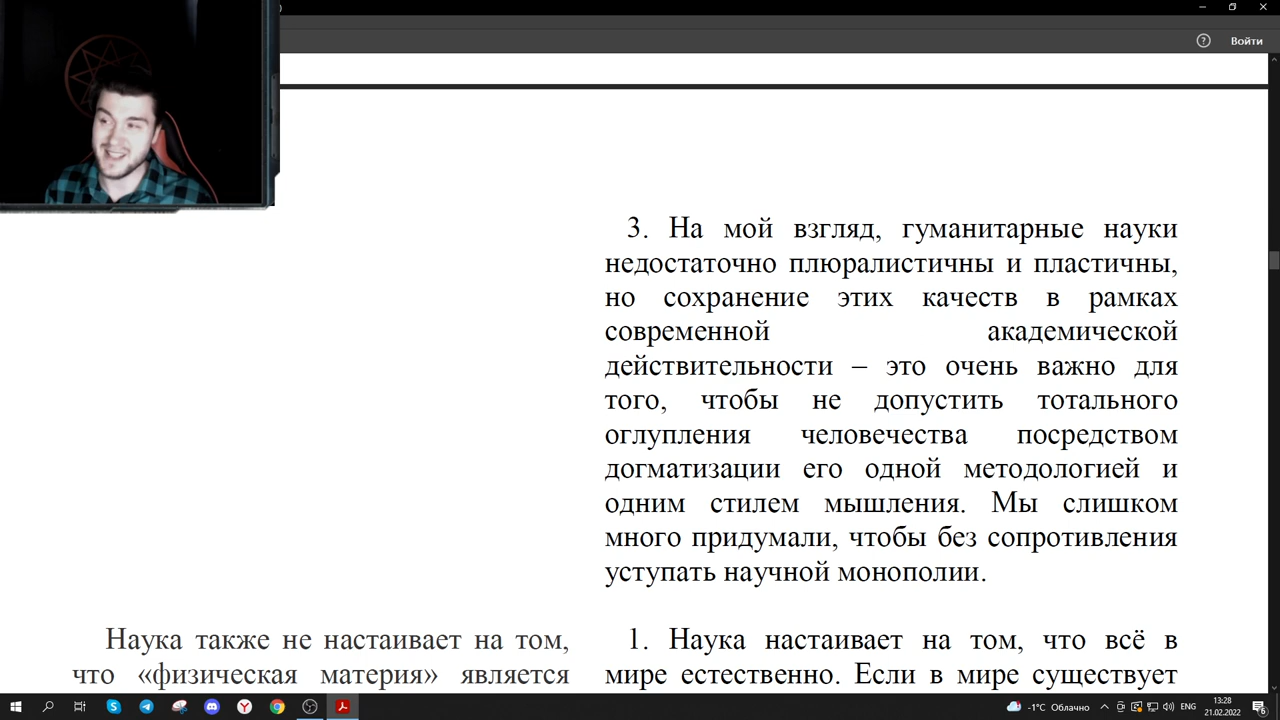 Войти
3. На мой взгляд, гуманитарные науки
недостаточно плюралистичны и пластичны,
но сохранение этих качеств в рамках
современной академической
действительности – это очень важно для
того, чтобы не допустить тотального
оглупления человечества посредством
догматизации его одной методологией и
одним стилем мышления. Мы слишком
много придумали, чтобы без сопротивления
уступать научной монополии.
Наука также не настаивает на том,
что «физическая материя» является
1. Наука настаивает на том, что всё в
мире естественно. Если в мире существует
-1°C Облачно
ENG
13:28
21.02.2022
6